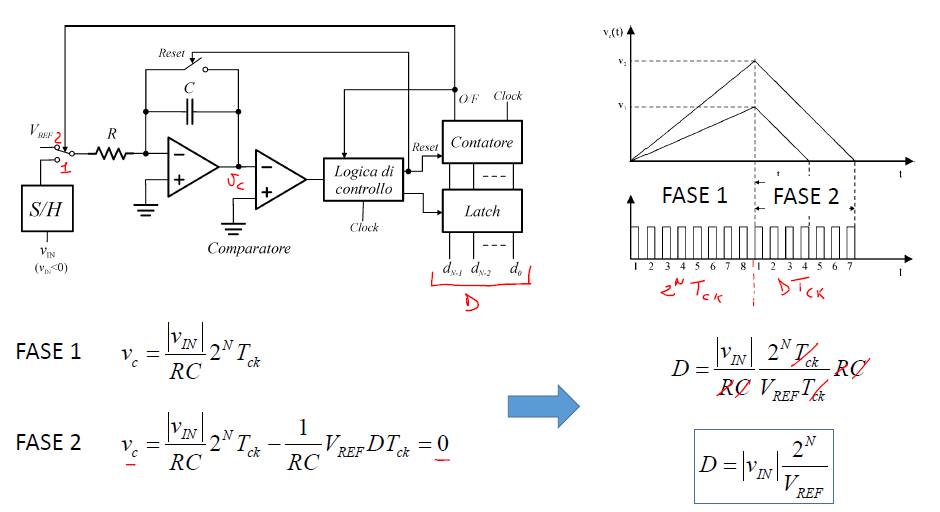 Reset
C
O/F
Clock
V_REF 2
R
1
−
+
v_c
−
+
Logica di
controllo
Reset
Contatore
---
Latch
Clock
S/H
Comparatore
v_IN
(v_IN<0)
d_N-1 d_N-2 --- d_0
D
v_c(t)
v_2
v_1
t
t
FASE 1 FASE 2
1 2 3 4 5 6 7 8 1 2 3 4 5 6 7
t
2^N T_CK D T_CK
FASE 1 v_c = |v_IN|/RC 2^N T_ck
FASE 2 v_c = |v_IN|/RC 2^N T_ck − 1/RC V_REF DT_ck = 0
D = |v_IN|/RC 2^N T_ck/V_REF T_ck RC
D = |v_IN| 2^N/V_REF